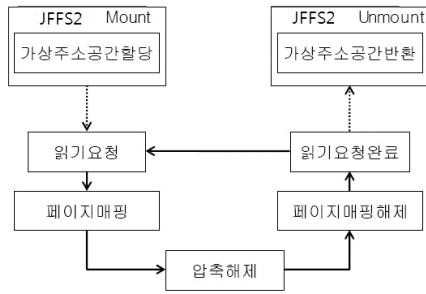 JFFS2 Mount
가상주소공간할당
JFFS2 Unmount
가상주소공간반환
읽기요청
읽기요청완료
페이지매핑
페이지매핑해제
압축해제